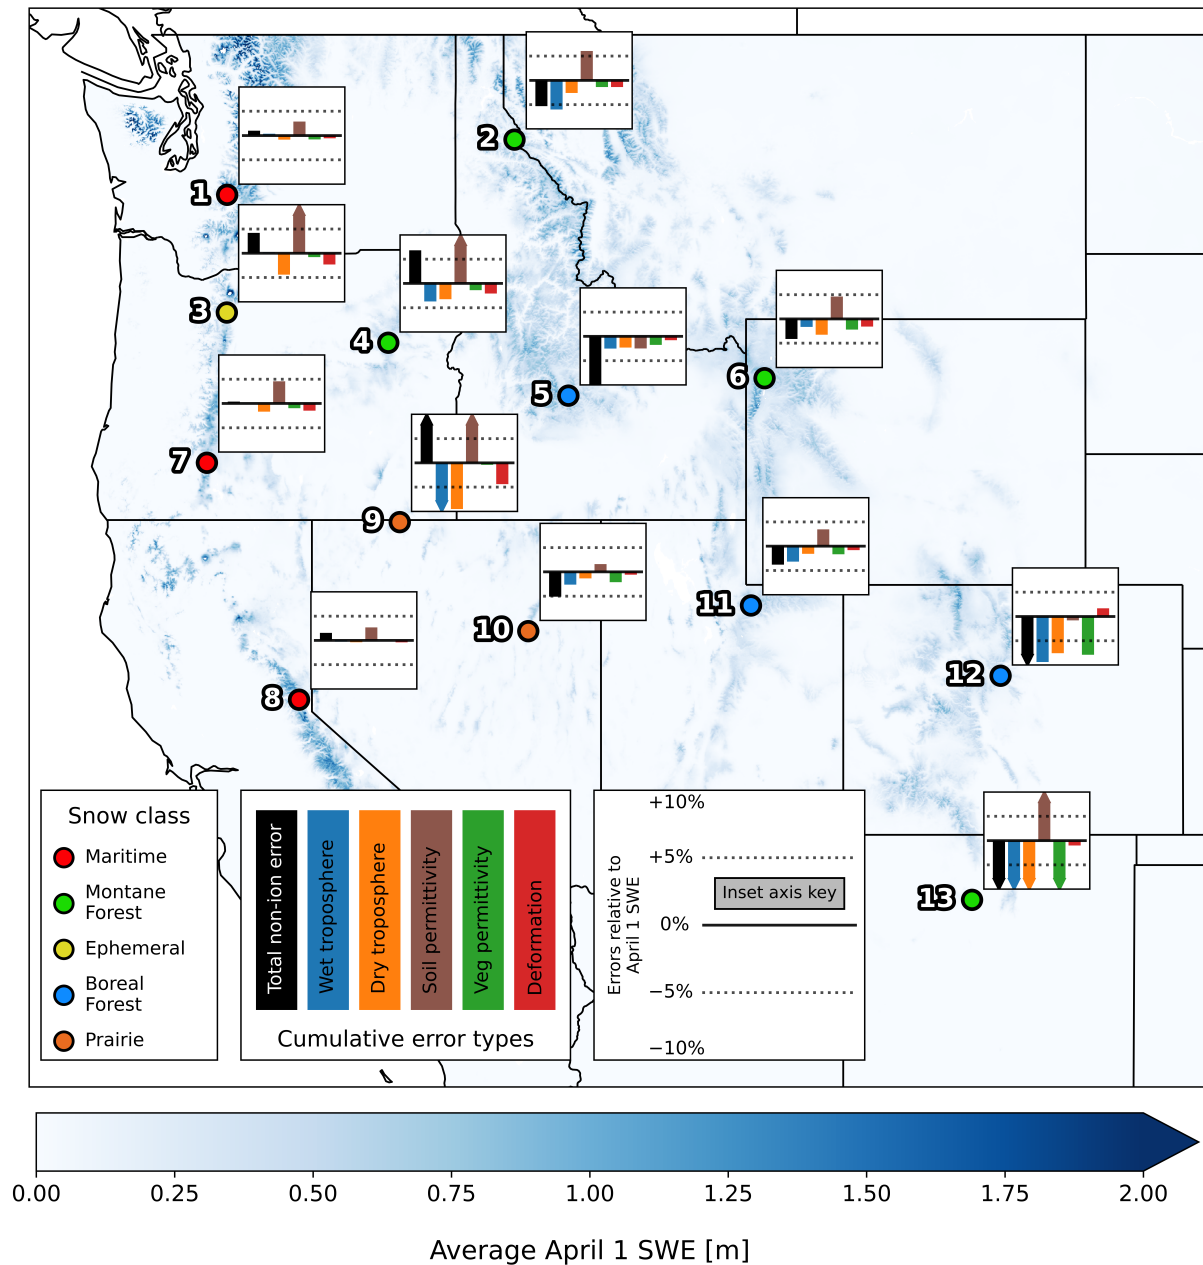 1
2
3
4
5
6
7
8
9
10
11
12
13
Snow class
Maritime
Montane
Forest
Ephemeral
Boreal
Forest
Prairie
Total non-ion error
Wet troposphere
Dry troposphere
Soil permittivity
Veg permittivity
Deformation
Cumulative error types
Errors relative to
April 1 SWE
+10%
+5%
Inset axis key
0%
−5%
−10%
0.00 0.25 0.50 0.75 1.00 1.25 1.50 1.75 2.00
Average April 1 SWE [m]